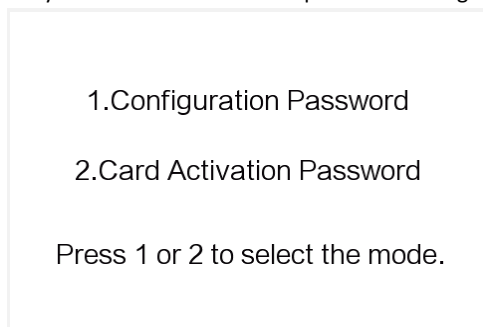 1.Configuration Password
2.Card Activation Password
Press 1 or 2 to select the mode.